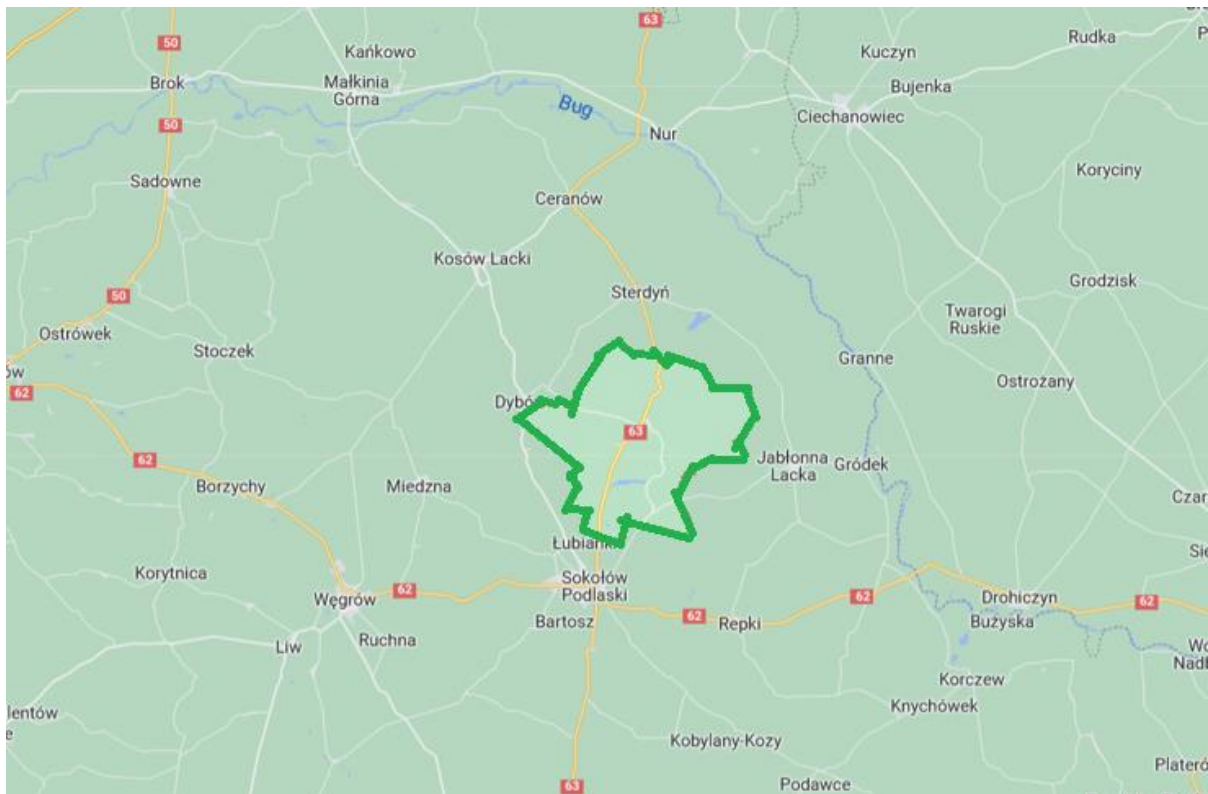 63
50
Kańkowo
Kuczyn
Rudka
Brok
Małkinia
Górna
Bujenka
Bug
Ciechanowiec
50
Nur
Sadowne
Koryciny
Ceranów
Kosów Lacki
50
Sterdyń
Grodzisk
Twarogi
Ruskie
Ostrówek
Stoczek
Granne
Ostrożany
62
63
62
Jabłonna
Lacka
Gródek
Borzychy
Miedzna
Korytnica
Sokołów
Podlaski
62
Węgrów
62
62
Drohiczyn
62
Bartosz
Repki
Bużyska
Ruchna
Liw
Korczew
Knychówek
Kobylany-Kozy
63
Podawce